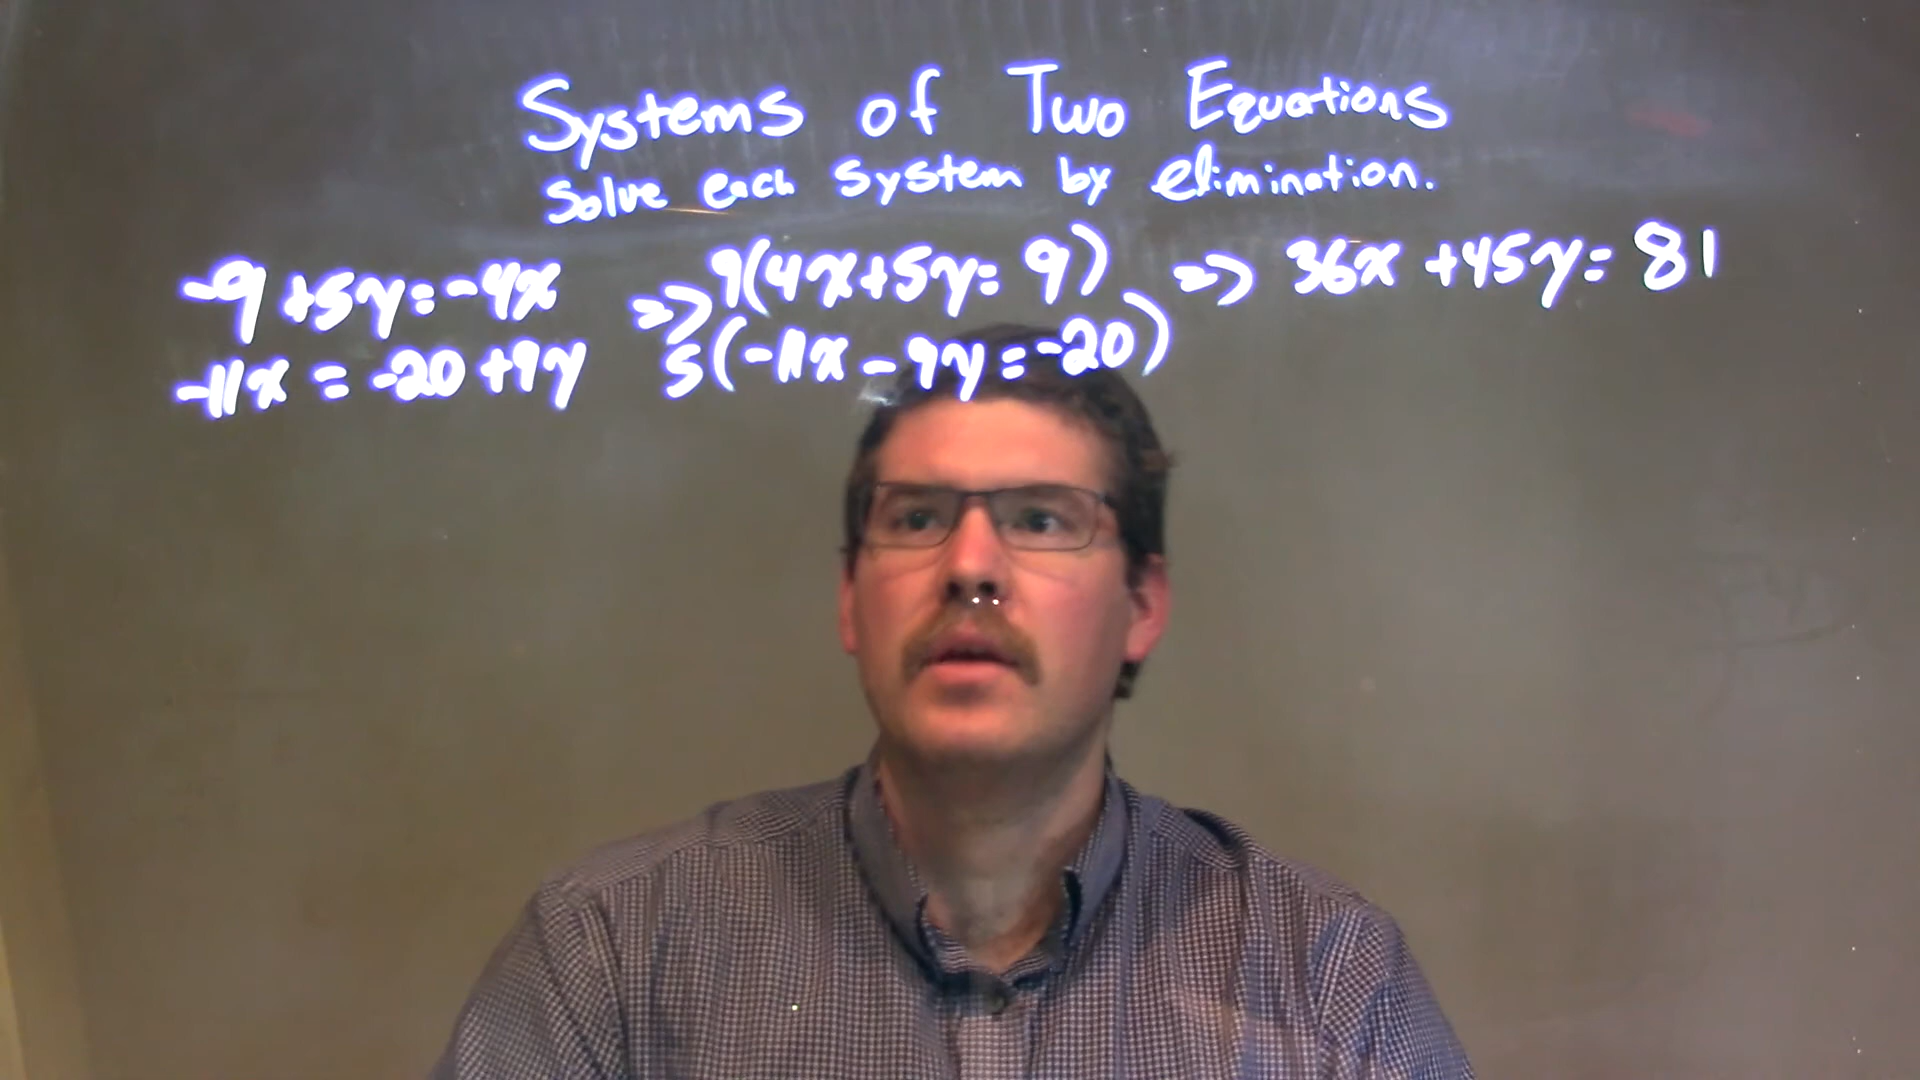 Systems of Two Equations
Solve each system by elimination.
-9+5y=-4x => 9(4x+5y=9) => 36x+45y=81
-11x=-20+9y 5(-11x-9y=-20)